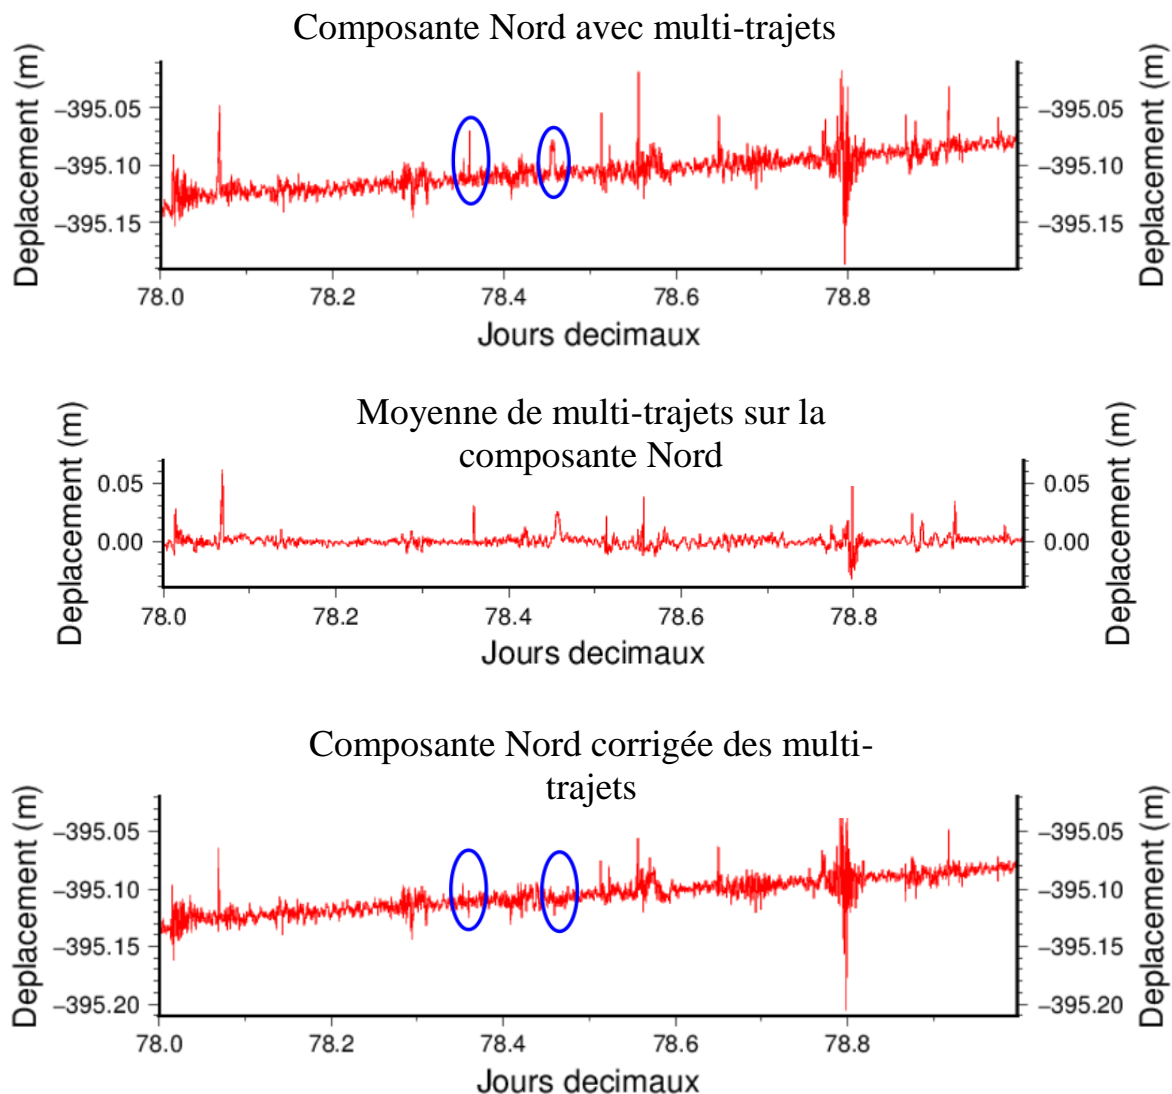 Composante Nord avec multi-trajets
Deplacement (m)
−395.05
−395.10
−395.15
−395.05
−395.10
−395.15
Deplacement (m)
78.0 78.2 78.4 78.6 78.8
Jours decimaux
Moyenne de multi-trajets sur la
composante Nord
Deplacement (m)
0.05
0.00
0.05
0.00
Deplacement (m)
78.0 78.2 78.4 78.6 78.8
Jours decimaux
Composante Nord corrigée des multi-
trajets
Deplacement (m)
−395.05
−395.10
−395.15
−395.20
−395.05
−395.10
−395.15
−395.20
Deplacement (m)
78.0 78.2 78.4 78.6 78.8
Jours decimaux